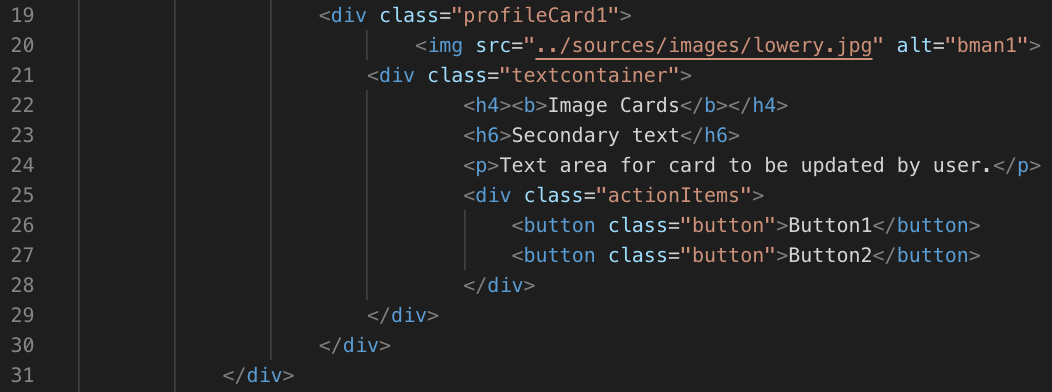 19 <div class="profileCard1">
20 <img src="../sources/images/lowery.jpg" alt="bman1">
21 <div class="textcontainer">
22 <h4><b>Image Cards</b></h4>
23 <h6>Secondary text</h6>
24 <p>Text area for card to be updated by user.</p>
25 <div class="actionItems">
26 <button class="button">Button1</button>
27 <button class="button">Button2</button>
28 </div>
29 </div>
30 </div>
31 </div>